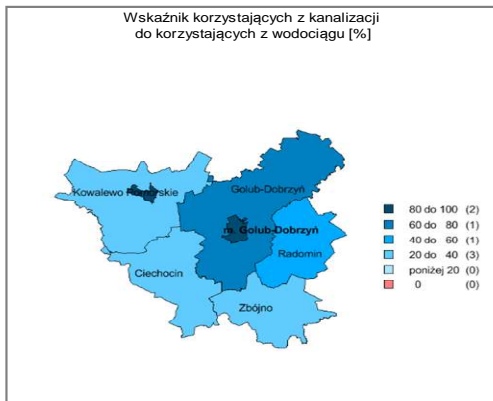 Wskaźnik korzystających z kanalizacji
do korzystających z wodociągu [%]
Kowalewo Pomorskie
Golub-Dobrzyń
m. Golub-Dobrzyń
Radomin
Ciechocin
Zbójno
80 do 100 (2)
60 do 80 (1)
40 do 60 (1)
20 do 40 (3)
poniżej 20 (0)
0 (0)